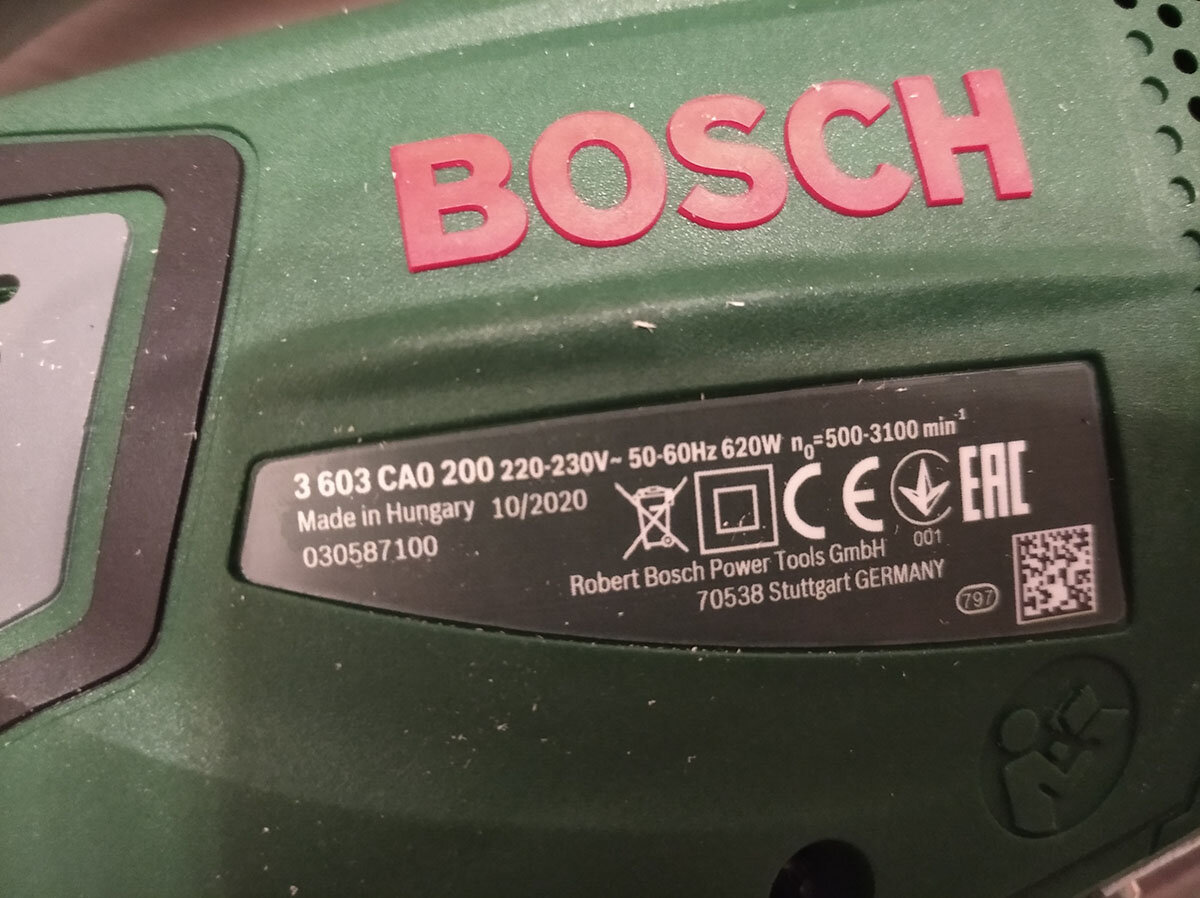 BOSCH
3 603 CA0 200 220-230V~ 50-60Hz 620W n₀=500-3100 min⁻¹
Made in Hungary 10/2020
030587100
CE
EAC
001
Robert Bosch Power Tools GmbH
70538 Stuttgart GERMANY
797